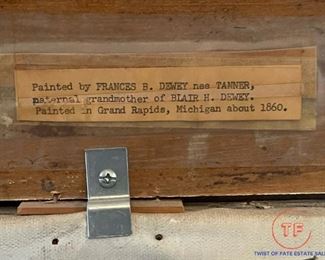 Painted by FRANCES B. DEWEY nee TANNER,
paternal grandmother of BLAIR H. DEWEY.
Painted in Grand Rapids, Michigan about 1860.
TF
TWIST OF FATE ESTATE SALES